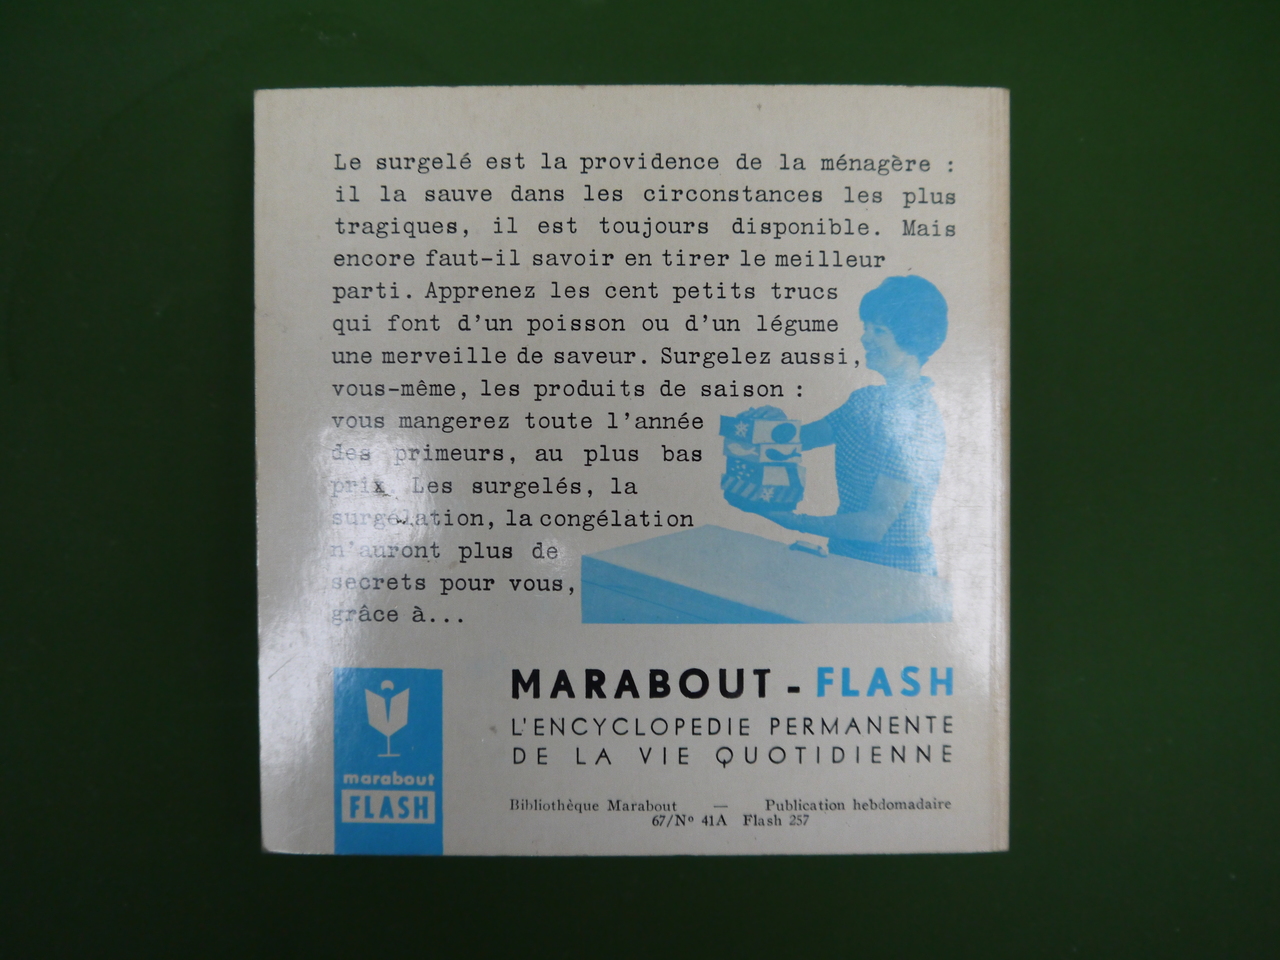 Le surgelé est la providence de la ménagère :
il la sauve dans les circonstances les plus
tragiques, il est toujours disponible. Mais
encore faut-il savoir en tirer le meilleur
parti. Apprenez les cent petits trucs
qui font d'un poisson ou d'un légume
une merveille de saveur. Surgelez aussi,
vous-même, les produits de saison :
vous mangerez toute l'année
des primeurs, au plus bas
prix. Les surgelés, la
surgélation, la congélation
n'auront plus de
secrets pour vous,
grâce à...
MARABOUT - FLASH
L'ENCYCLOPEDIE PERMANENTE
DE LA VIE QUOTIDIENNE
marabout
FLASH
Bibliothèque Marabout — Publication hebdomadaire
67/Nº 41A Flash 257